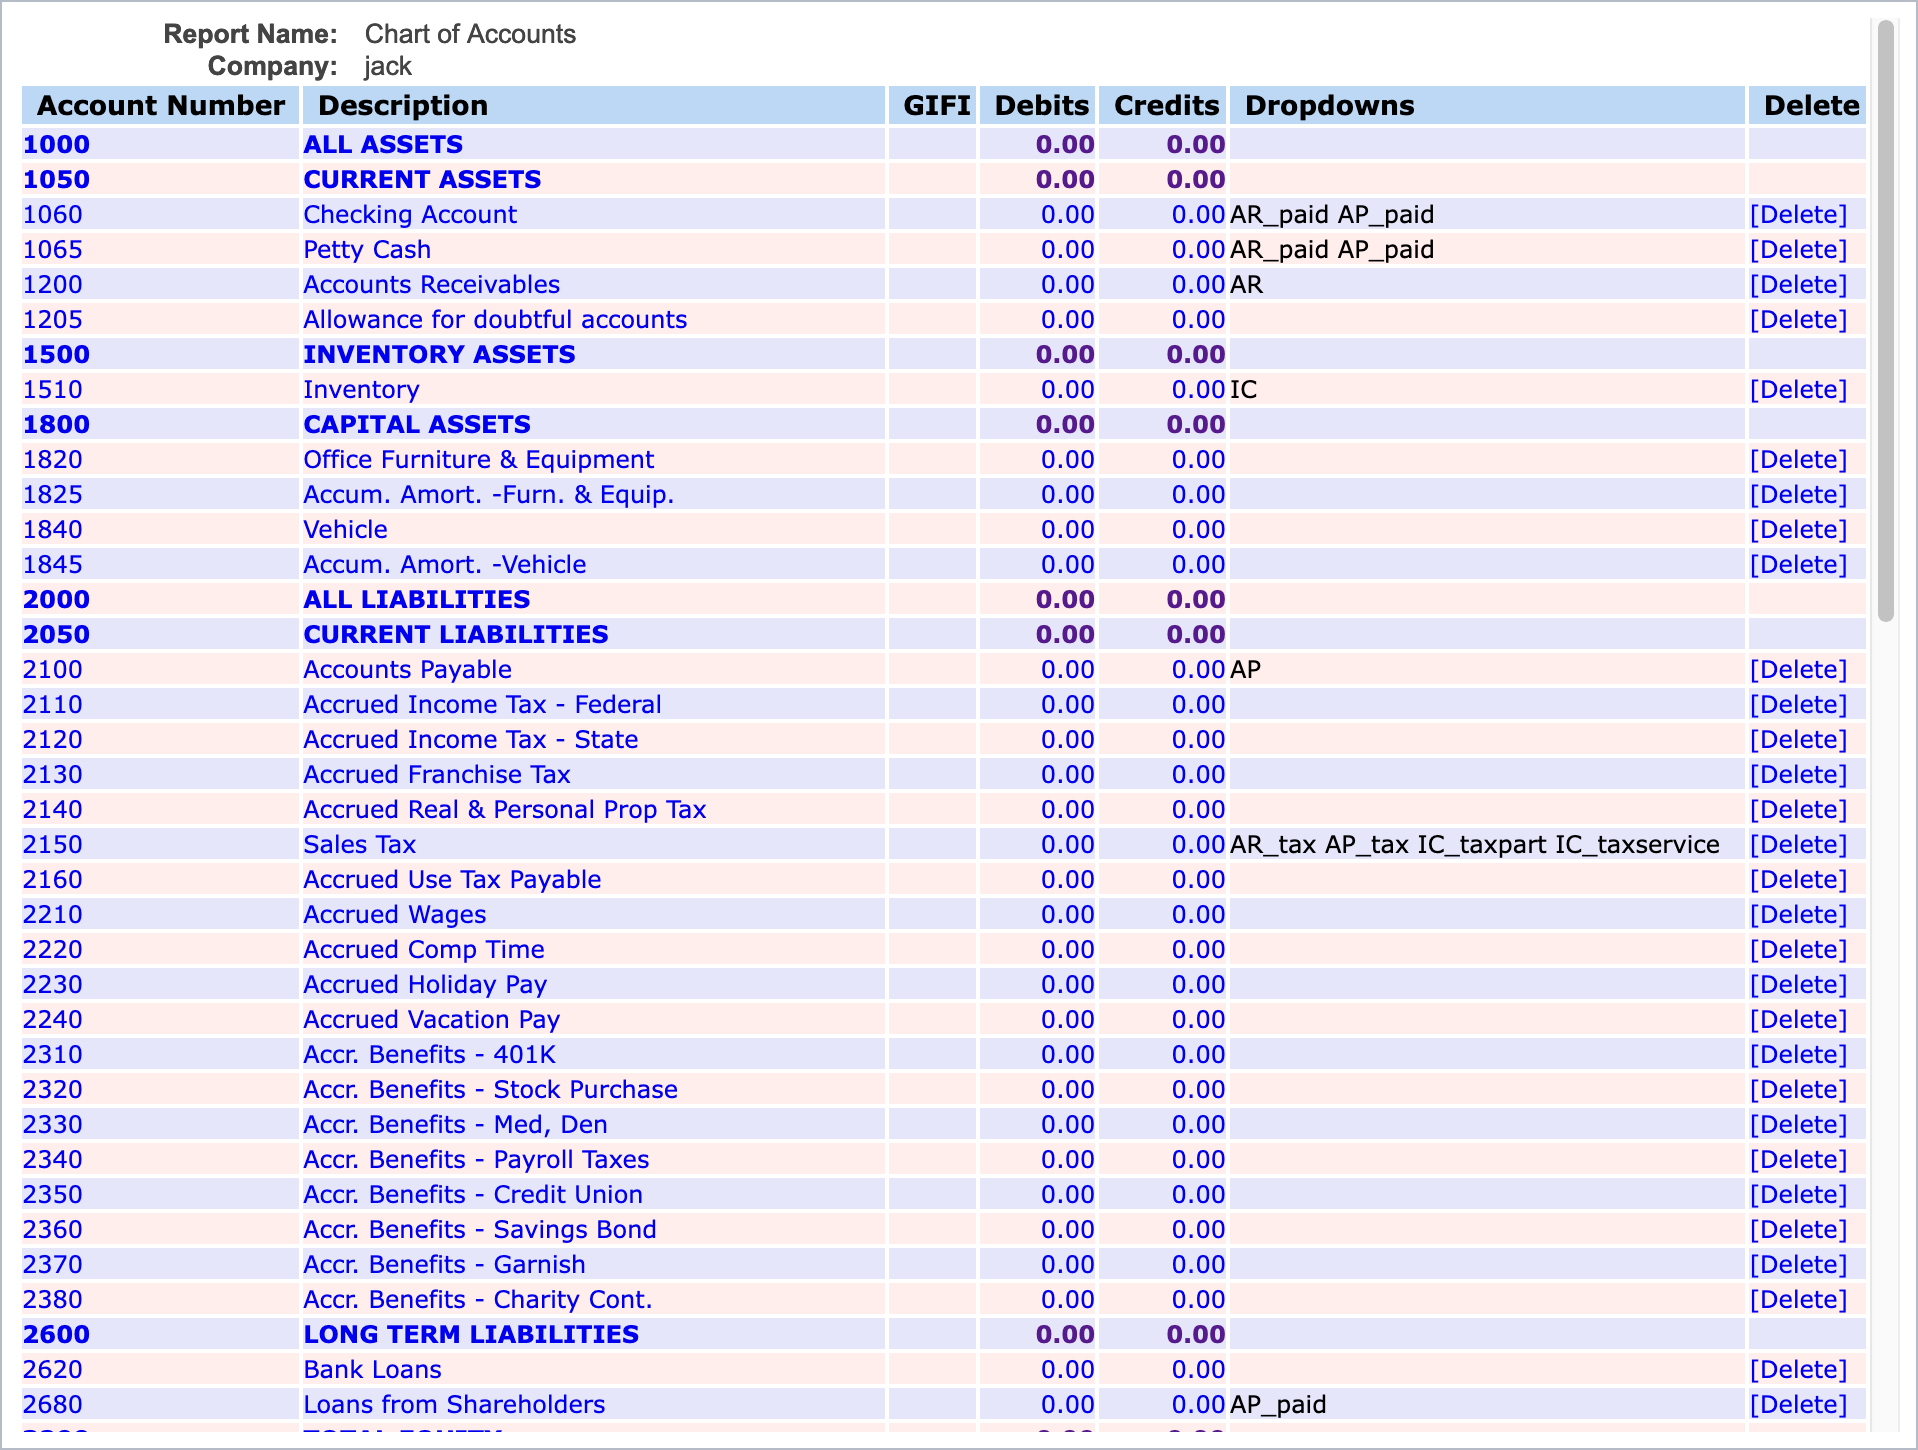 Report Name: Chart of Accounts
Company: jack
Account Number Description GIFI Debits Credits Dropdowns Delete
1000 ALL ASSETS 0.00 0.00
1050 CURRENT ASSETS 0.00 0.00
1060 Checking Account 0.00 0.00 AR_paid AP_paid [Delete]
1065 Petty Cash 0.00 0.00 AR_paid AP_paid [Delete]
1200 Accounts Receivables 0.00 0.00 AR [Delete]
1205 Allowance for doubtful accounts 0.00 0.00 [Delete]
1500 INVENTORY ASSETS 0.00 0.00
1510 Inventory 0.00 0.00 IC [Delete]
1800 CAPITAL ASSETS 0.00 0.00
1820 Office Furniture & Equipment 0.00 0.00 [Delete]
1825 Accum. Amort. -Furn. & Equip. 0.00 0.00 [Delete]
1840 Vehicle 0.00 0.00 [Delete]
1845 Accum. Amort. -Vehicle 0.00 0.00 [Delete]
2000 ALL LIABILITIES 0.00 0.00
2050 CURRENT LIABILITIES 0.00 0.00
2100 Accounts Payable 0.00 0.00 AP [Delete]
2110 Accrued Income Tax - Federal 0.00 0.00 [Delete]
2120 Accrued Income Tax - State 0.00 0.00 [Delete]
2130 Accrued Franchise Tax 0.00 0.00 [Delete]
2140 Accrued Real & Personal Prop Tax 0.00 0.00 [Delete]
2150 Sales Tax 0.00 0.00 AR_tax AP_tax IC_taxpart IC_taxservice [Delete]
2160 Accrued Use Tax Payable 0.00 0.00 [Delete]
2210 Accrued Wages 0.00 0.00 [Delete]
2220 Accrued Comp Time 0.00 0.00 [Delete]
2230 Accrued Holiday Pay 0.00 0.00 [Delete]
2240 Accrued Vacation Pay 0.00 0.00 [Delete]
2310 Accr. Benefits - 401K 0.00 0.00 [Delete]
2320 Accr. Benefits - Stock Purchase 0.00 0.00 [Delete]
2330 Accr. Benefits - Med, Den 0.00 0.00 [Delete]
2340 Accr. Benefits - Payroll Taxes 0.00 0.00 [Delete]
2350 Accr. Benefits - Credit Union 0.00 0.00 [Delete]
2360 Accr. Benefits - Savings Bond 0.00 0.00 [Delete]
2370 Accr. Benefits - Garnish 0.00 0.00 [Delete]
2380 Accr. Benefits - Charity Cont. 0.00 0.00 [Delete]
2600 LONG TERM LIABILITIES 0.00 0.00
2620 Bank Loans 0.00 0.00 [Delete]
2680 Loans from Shareholders 0.00 0.00 AP_paid [Delete]